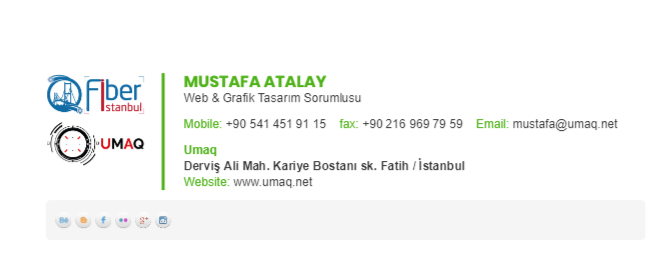 Fiber
istanbul
UMAQ
MUSTAFA ATALAY
Web & Grafik Tasarım Sorumlusu
Mobile: +90 541 451 91 15 fax: +90 216 969 79 59 Email: mustafa@umaq.net
Umaq
Derviş Ali Mah. Kariye Bostanı sk. Fatih / İstanbul
Website: www.umaq.net